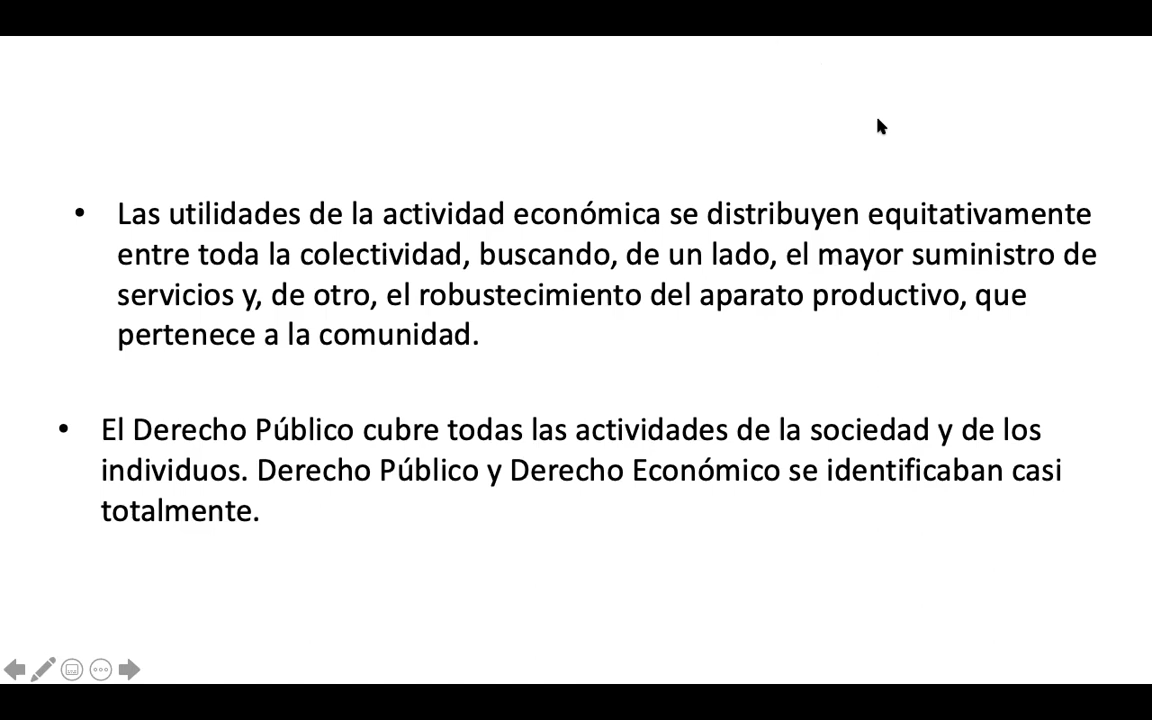 • Las utilidades de la actividad económica se distribuyen equitativamente
entre toda la colectividad, buscando, de un lado, el mayor suministro de
servicios y, de otro, el robustecimiento del aparato productivo, que
pertenece a la comunidad.
• El Derecho Público cubre todas las actividades de la sociedad y de los
individuos. Derecho Público y Derecho Económico se identificaban casi
totalmente.